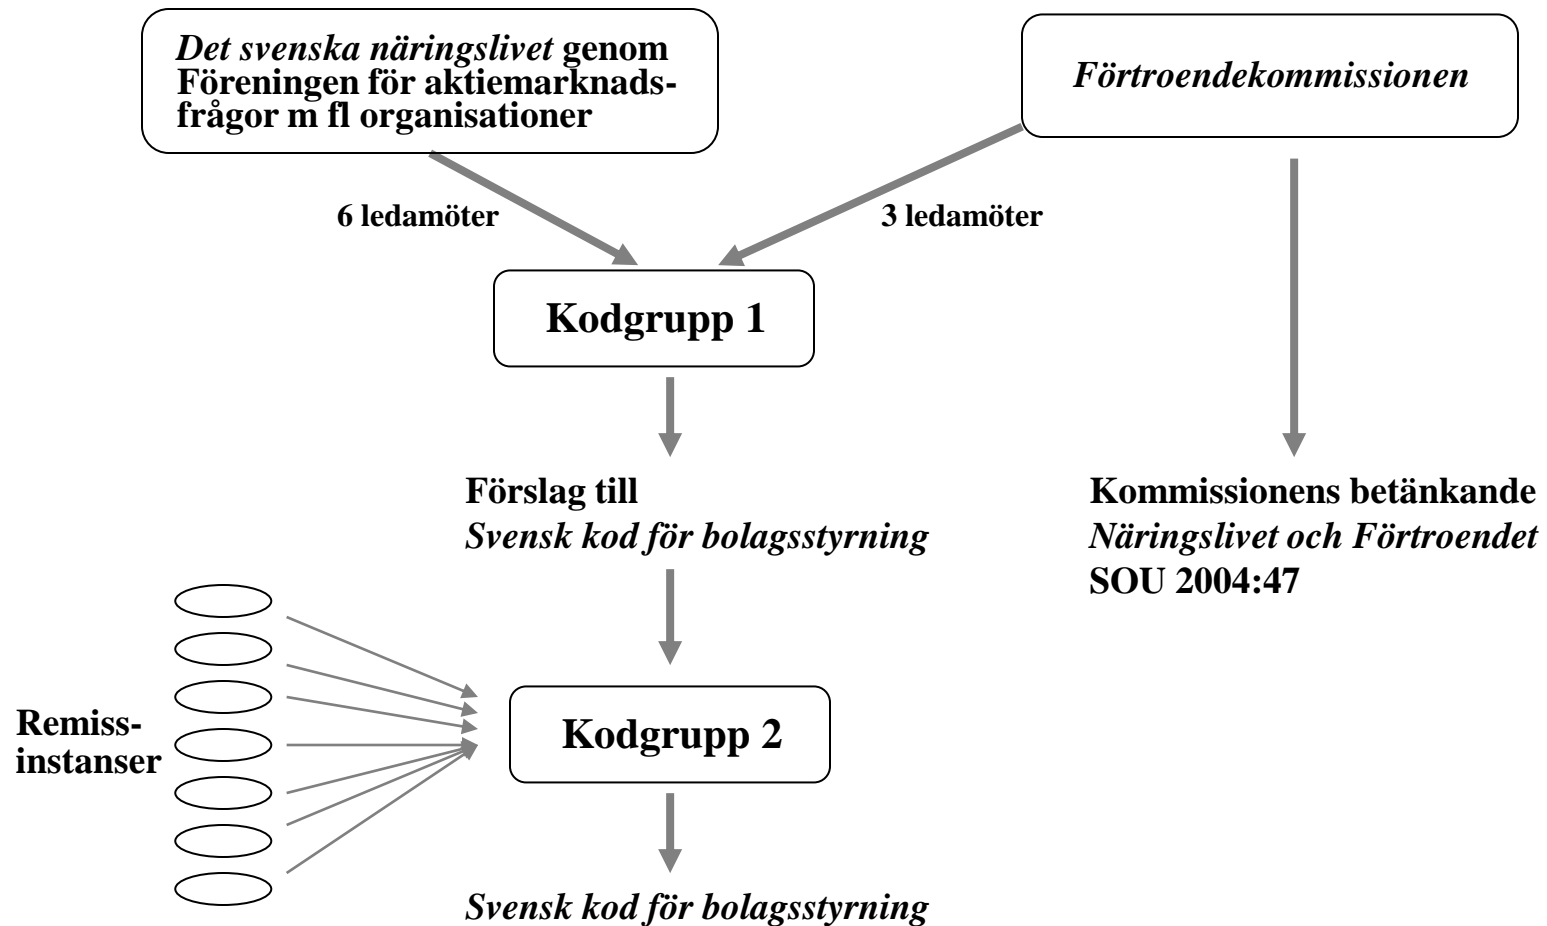 Det svenska näringslivet genom
Föreningen för aktiemarknads-
frågor m fl organisationer
Förtroendekommissionen
6 ledamöter
3 ledamöter
Kodgrupp 1
Förslag till
Svensk kod för bolagsstyrning
Kommissionens betänkande
Näringslivet och Förtroendet
SOU 2004:47
Remiss-
instanser
Kodgrupp 2
Svensk kod för bolagsstyrning